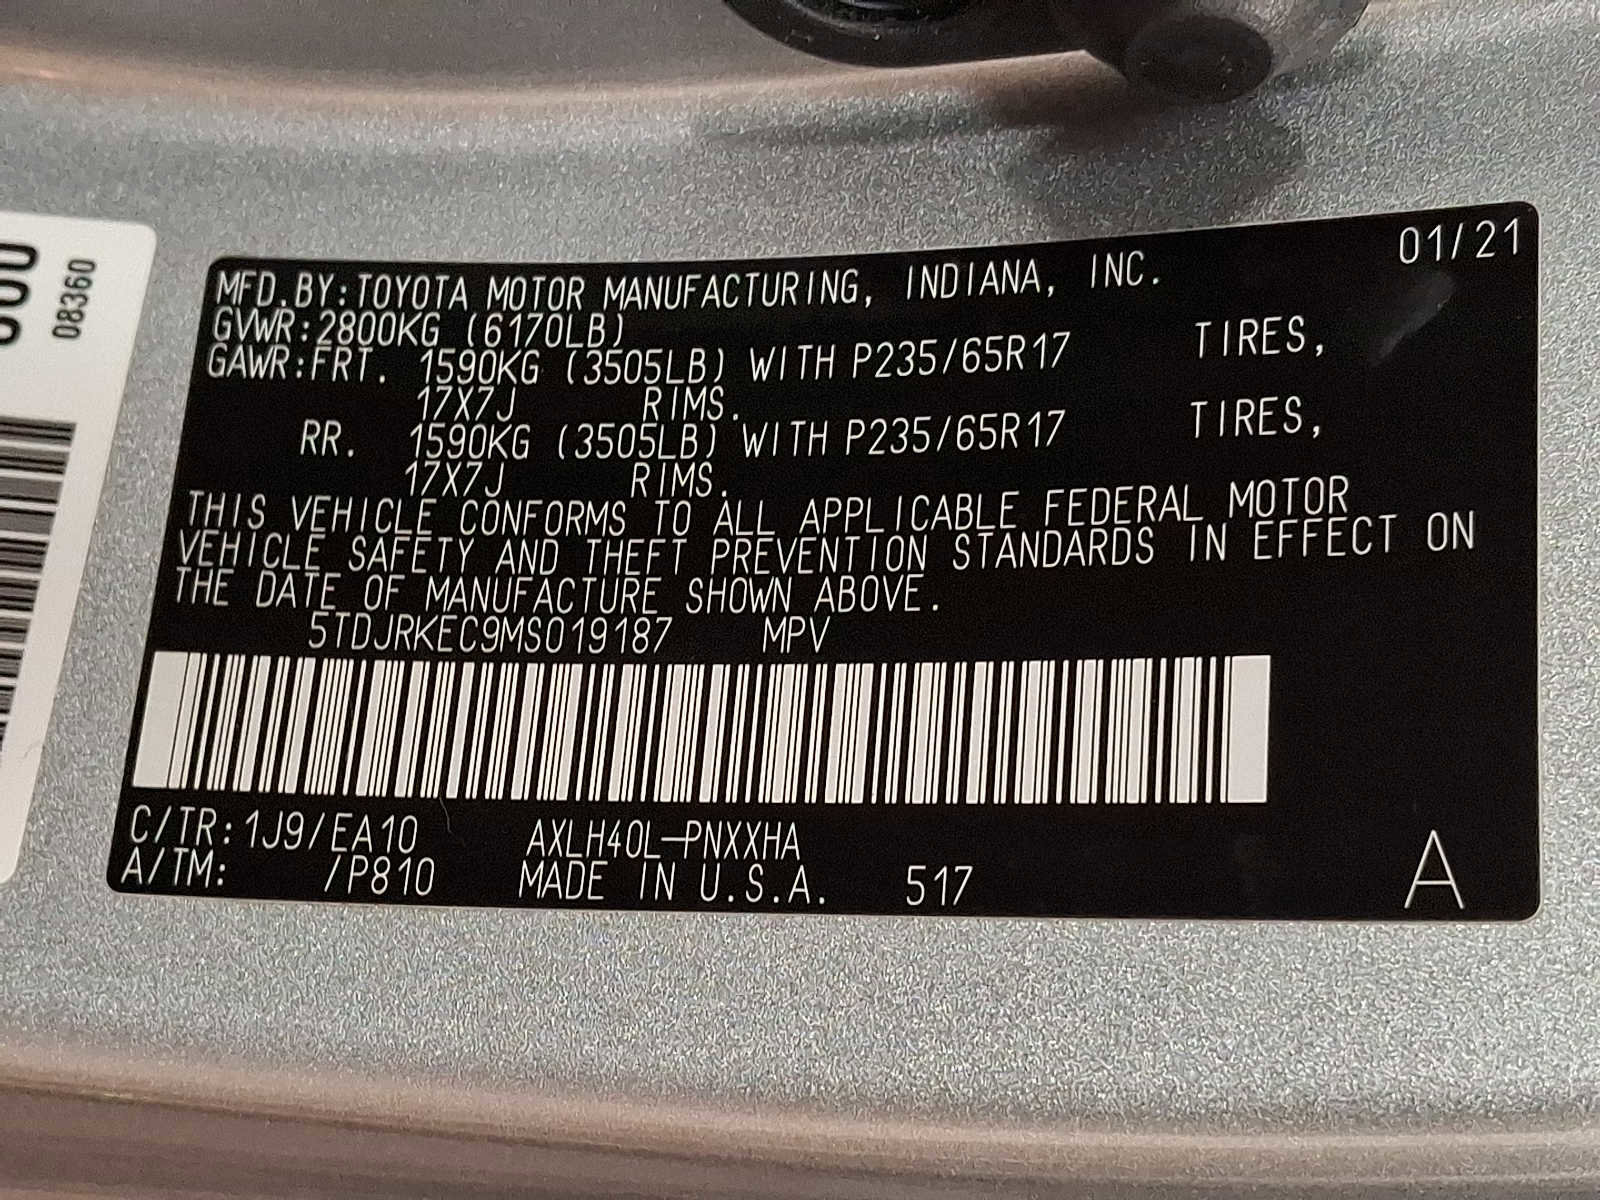 MFD.BY:TOYOTA MOTOR MANUFACTURING, INDIANA, INC. 01/21
GVWR:2800KG (6170LB)
GAWR:FRT. 1590KG (3505LB) WITH P235/65R17 TIRES,
17X7J RIMS.
RR. 1590KG (3505LB) WITH P235/65R17 TIRES,
17X7J RIMS.
THIS VEHICLE CONFORMS TO ALL APPLICABLE FEDERAL MOTOR
VEHICLE SAFETY AND THEFT PREVENTION STANDARDS IN EFFECT ON
THE DATE OF MANUFACTURE SHOWN ABOVE.
5TDJRKEC9MS019187 MPV
C/TR:1J9/EA10 AXLH40L-PNXXHA
A/TM: /P810 MADE IN U.S.A. 517 A
08360